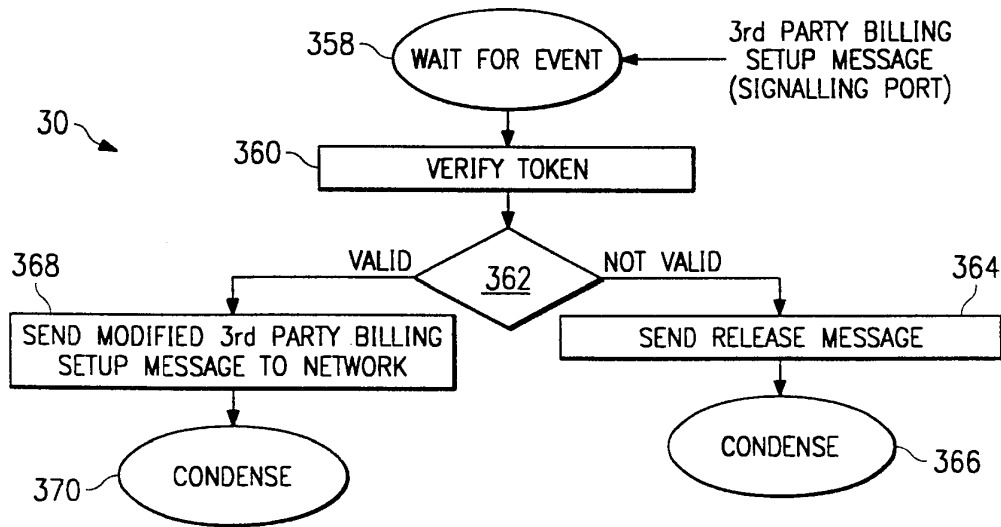 358
WAIT FOR EVENT
3rd PARTY BILLING
SETUP MESSAGE
(SIGNALLING PORT)
30
360
VERIFY TOKEN
362
VALID
NOT VALID
368
SEND MODIFIED 3rd PARTY BILLING
SETUP MESSAGE TO NETWORK
364
SEND RELEASE MESSAGE
370
CONDENSE
CONDENSE
366